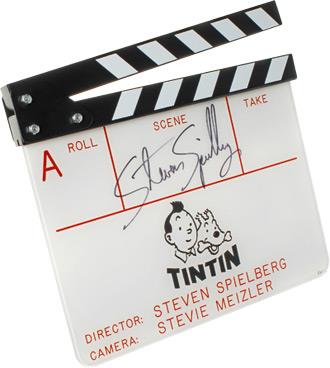 ROLL SCENE TAKE
A
Steven Spielberg
TINTIN
DIRECTOR: STEVEN SPIELBERG
CAMERA: STEVIE MEIZLER